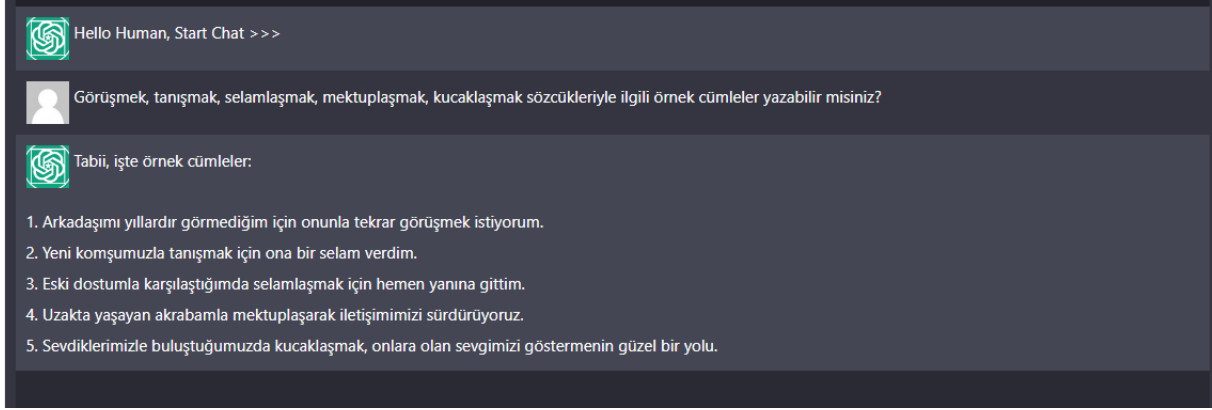 Hello Human, Start Chat >>>
Görüşmek, tanışmak, selamlaşmak, mektuplaşmak, kucaklaşmak sözcükleriyle ilgili örnek cümleler yazabilir misiniz?
Tabii, işte örnek cümleler:
1. Arkadaşımı yıllardır görmediğim için onunla tekrar görüşmek istiyorum.
2. Yeni komşumuzla tanışmak için ona bir selam verdim.
3. Eski dostumla karşılaştığımda selamlaşmak için hemen yanına gittim.
4. Uzakta yaşayan akrabamla mektuplaşarak iletişimimizi sürdürüyoruz.
5. Sevdiklerimizle buluştuğumuzda kucaklaşmak, onlara olan sevgimizi göstermenin güzel bir yolu.